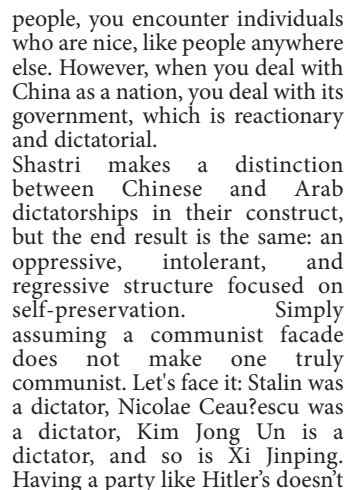 people, you encounter individuals
who are nice, like people anywhere
else. However, when you deal with
China as a nation, you deal with its
government, which is reactionary
and dictatorial.
Shastri makes a distinction
between Chinese and Arab
dictatorships in their construct,
but the end result is the same: an
oppressive, intolerant, and
regressive structure focused on
self-preservation. Simply
assuming a communist facade
does not make one truly
communist. Let's face it: Stalin was
a dictator, Nicolae Ceau?escu was
a dictator, Kim Jong Un is a
dictator, and so is Xi Jinping.
Having a party like Hitler’s doesn’t